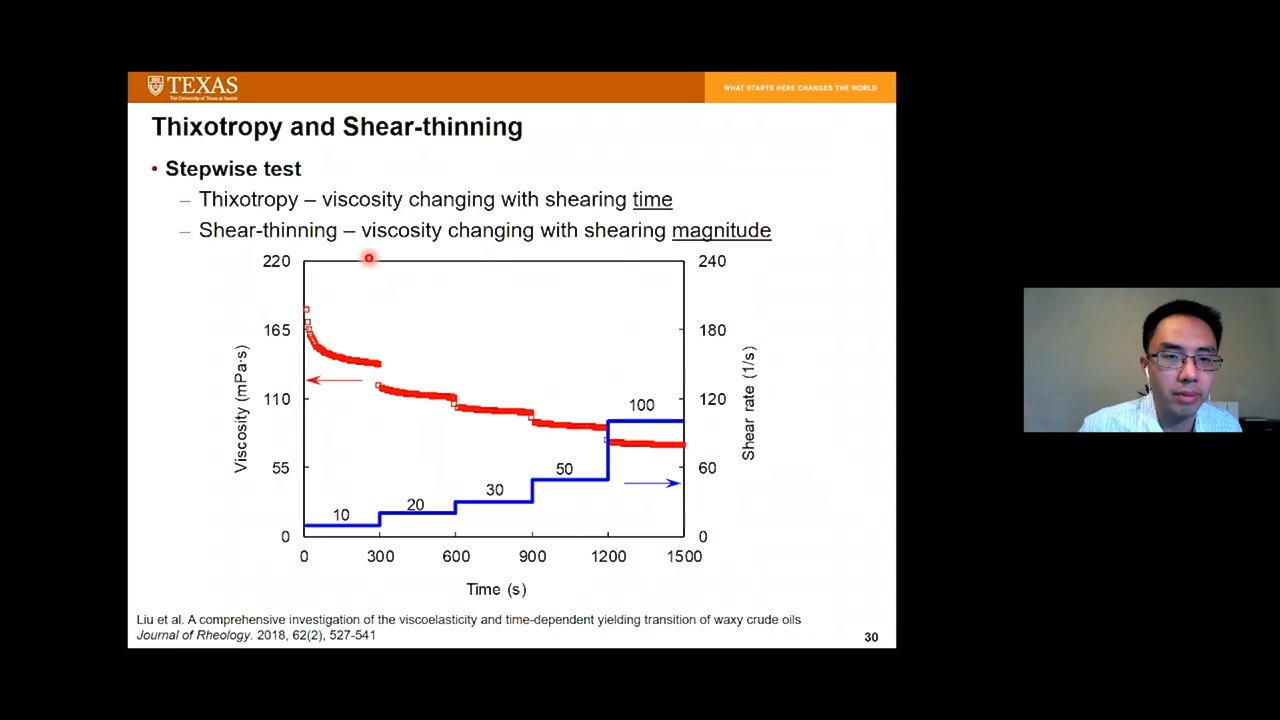 TEXAS
The University of Texas at Austin
WHAT STARTS HERE CHANGES THE WORLD
Thixotropy and Shear-thinning
• Stepwise test
– Thixotropy – viscosity changing with shearing time
– Shear-thinning – viscosity changing with shearing magnitude
220
165
110
55
0
Viscosity (mPa·s)
240
180
120
60
0
Shear rate (1/s)
10
20
30
50
100
0
300
600
900
1200
1500
Time (s)
Liu et al. A comprehensive investigation of the viscoelasticity and time-dependent yielding transition of waxy crude oils
Journal of Rheology. 2018, 62(2), 527-541
30